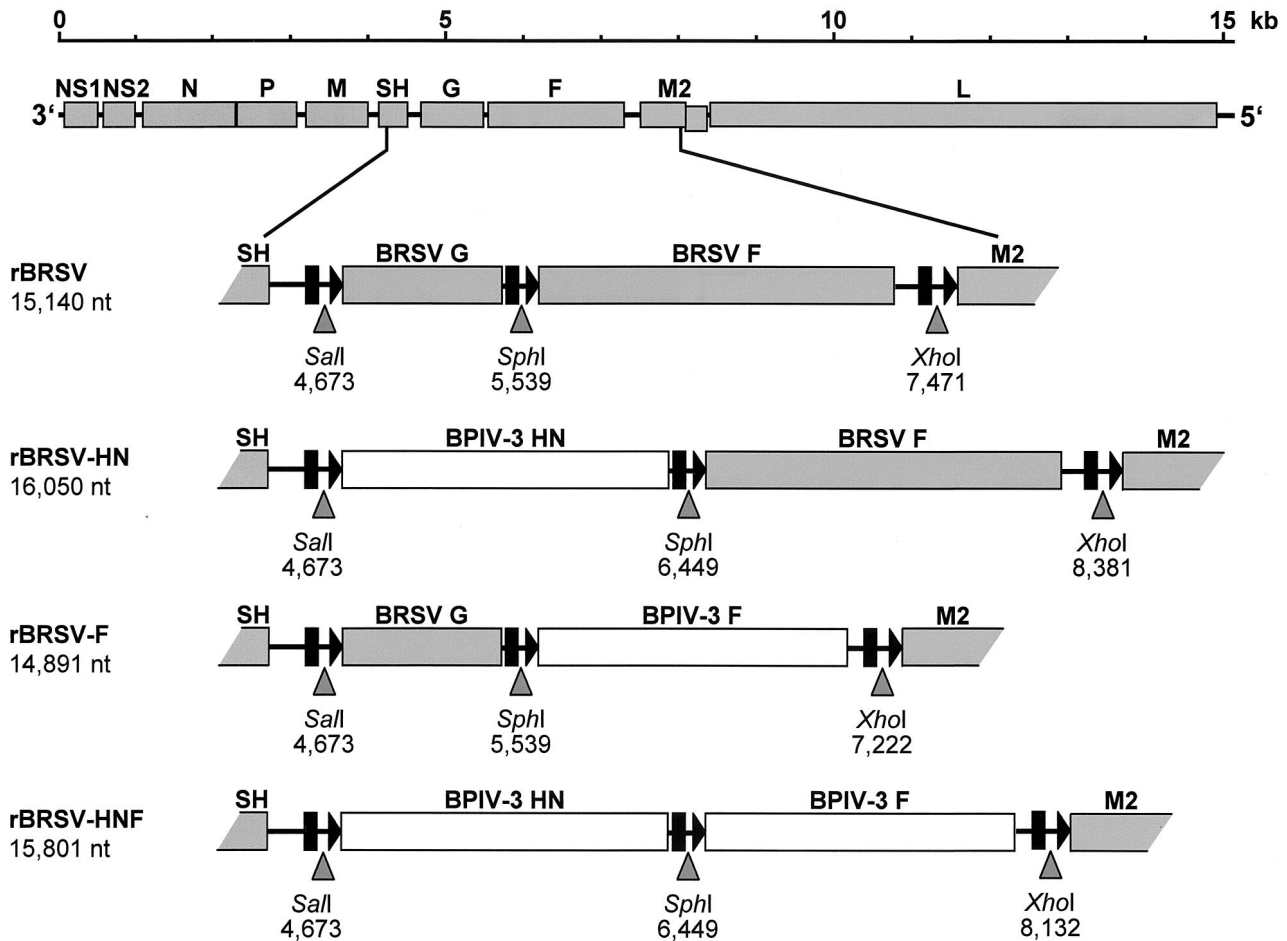 0 5 10 15 kb
NS1 NS2 N P M SH G F M2 L
3‘ 5‘
SH BRSV G BRSV F M2
rBRSV
15,140 nt
SalI SphI XhoI
4,673 5,539 7,471
SH BPIV-3 HN BRSV F M2
rBRSV-HN
16,050 nt
SalI SphI XhoI
4,673 6,449 8,381
SH BRSV G BPIV-3 F M2
rBRSV-F
14,891 nt
SalI SphI XhoI
4,673 5,539 7,222
SH BPIV-3 HN BPIV-3 F M2
rBRSV-HNF
15,801 nt
SalI SphI XhoI
4,673 6,449 8,132